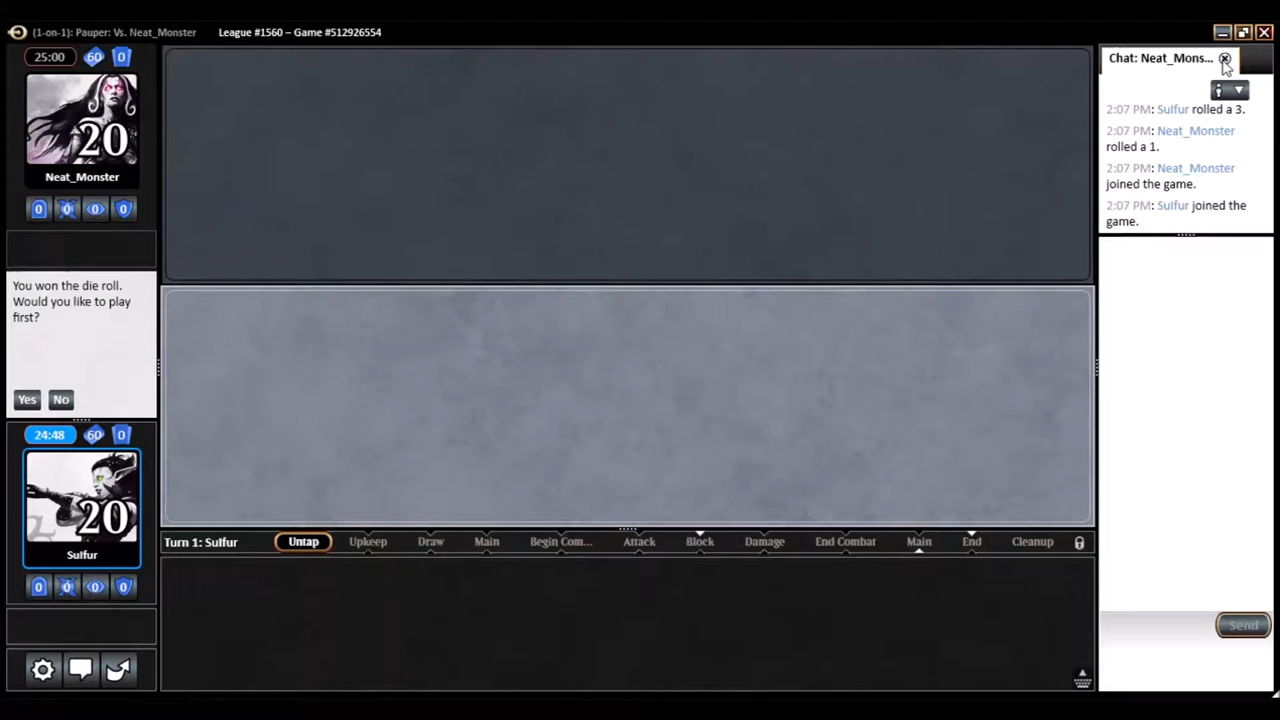 (1-on-1): Pauper: Vs. Neat_Monster
League #1560 – Game #512926554
25:00 60 0
20
Neat_Monster
0 0 0 0
You won the die roll.
Would you like to play
first?
Yes No
24:48 60 0
20
Sulfur
0 0 0 0
Turn 1: Sulfur
Untap Upkeep Draw Main Begin Com... Attack Block Damage End Combat Main End Cleanup
Chat: Neat_Mons...
2:07 PM: Sulfur rolled a 3.
2:07 PM: Neat_Monster
rolled a 1.
2:07 PM: Neat_Monster
joined the game.
2:07 PM: Sulfur joined the
game.
Send